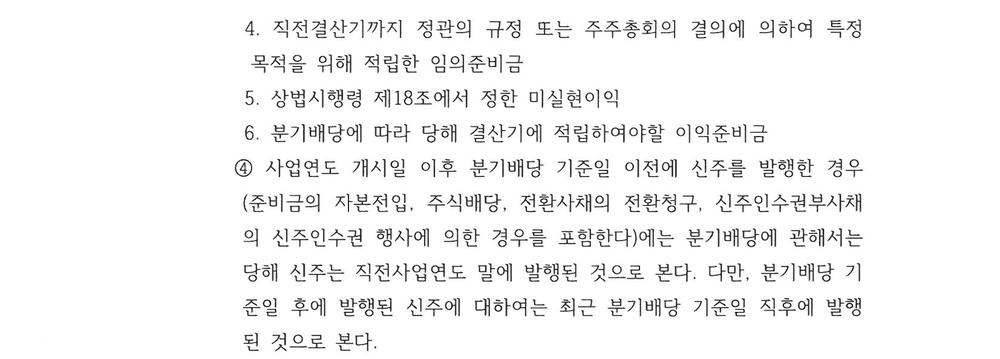 4. 직전결산기까지 정관의 규정 또는 주주총회의 결의에 의하여 특정
목적을 위해 적립한 임의준비금
5. 상법시행령 제18조에서 정한 미실현이익
6. 분기배당에 따라 당해 결산기에 적립하여야할 이익준비금
④ 사업연도 개시일 이후 분기배당 기준일 이전에 신주를 발행한 경우
(준비금의 자본전입, 주식배당, 전환사채의 전환청구, 신주인수권부사채
의 신주인수권 행사에 의한 경우를 포함한다)에는 분기배당에 관해서는
당해 신주는 직전사업연도 말에 발행된 것으로 본다. 다만, 분기배당 기
준일 후에 발행된 신주에 대하여는 최근 분기배당 기준일 직후에 발행
된 것으로 본다.